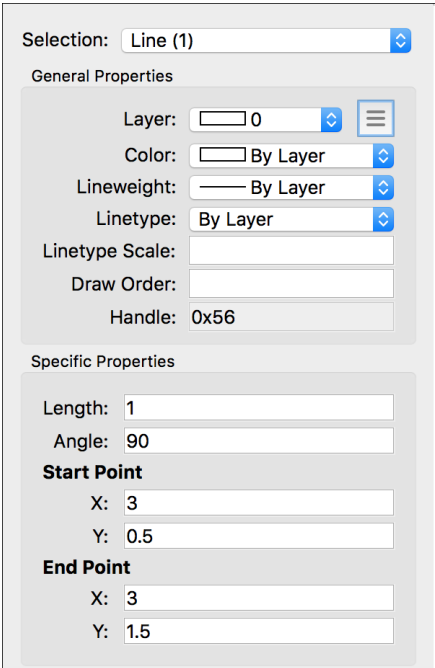 Selection: Line (1)
General Properties
Layer: 0
Color: By Layer
Lineweight: By Layer
Linetype: By Layer
Linetype Scale:
Draw Order:
Handle: 0x56
Specific Properties
Length: 1
Angle: 90
Start Point
X: 3
Y: 0.5
End Point
X: 3
Y: 1.5